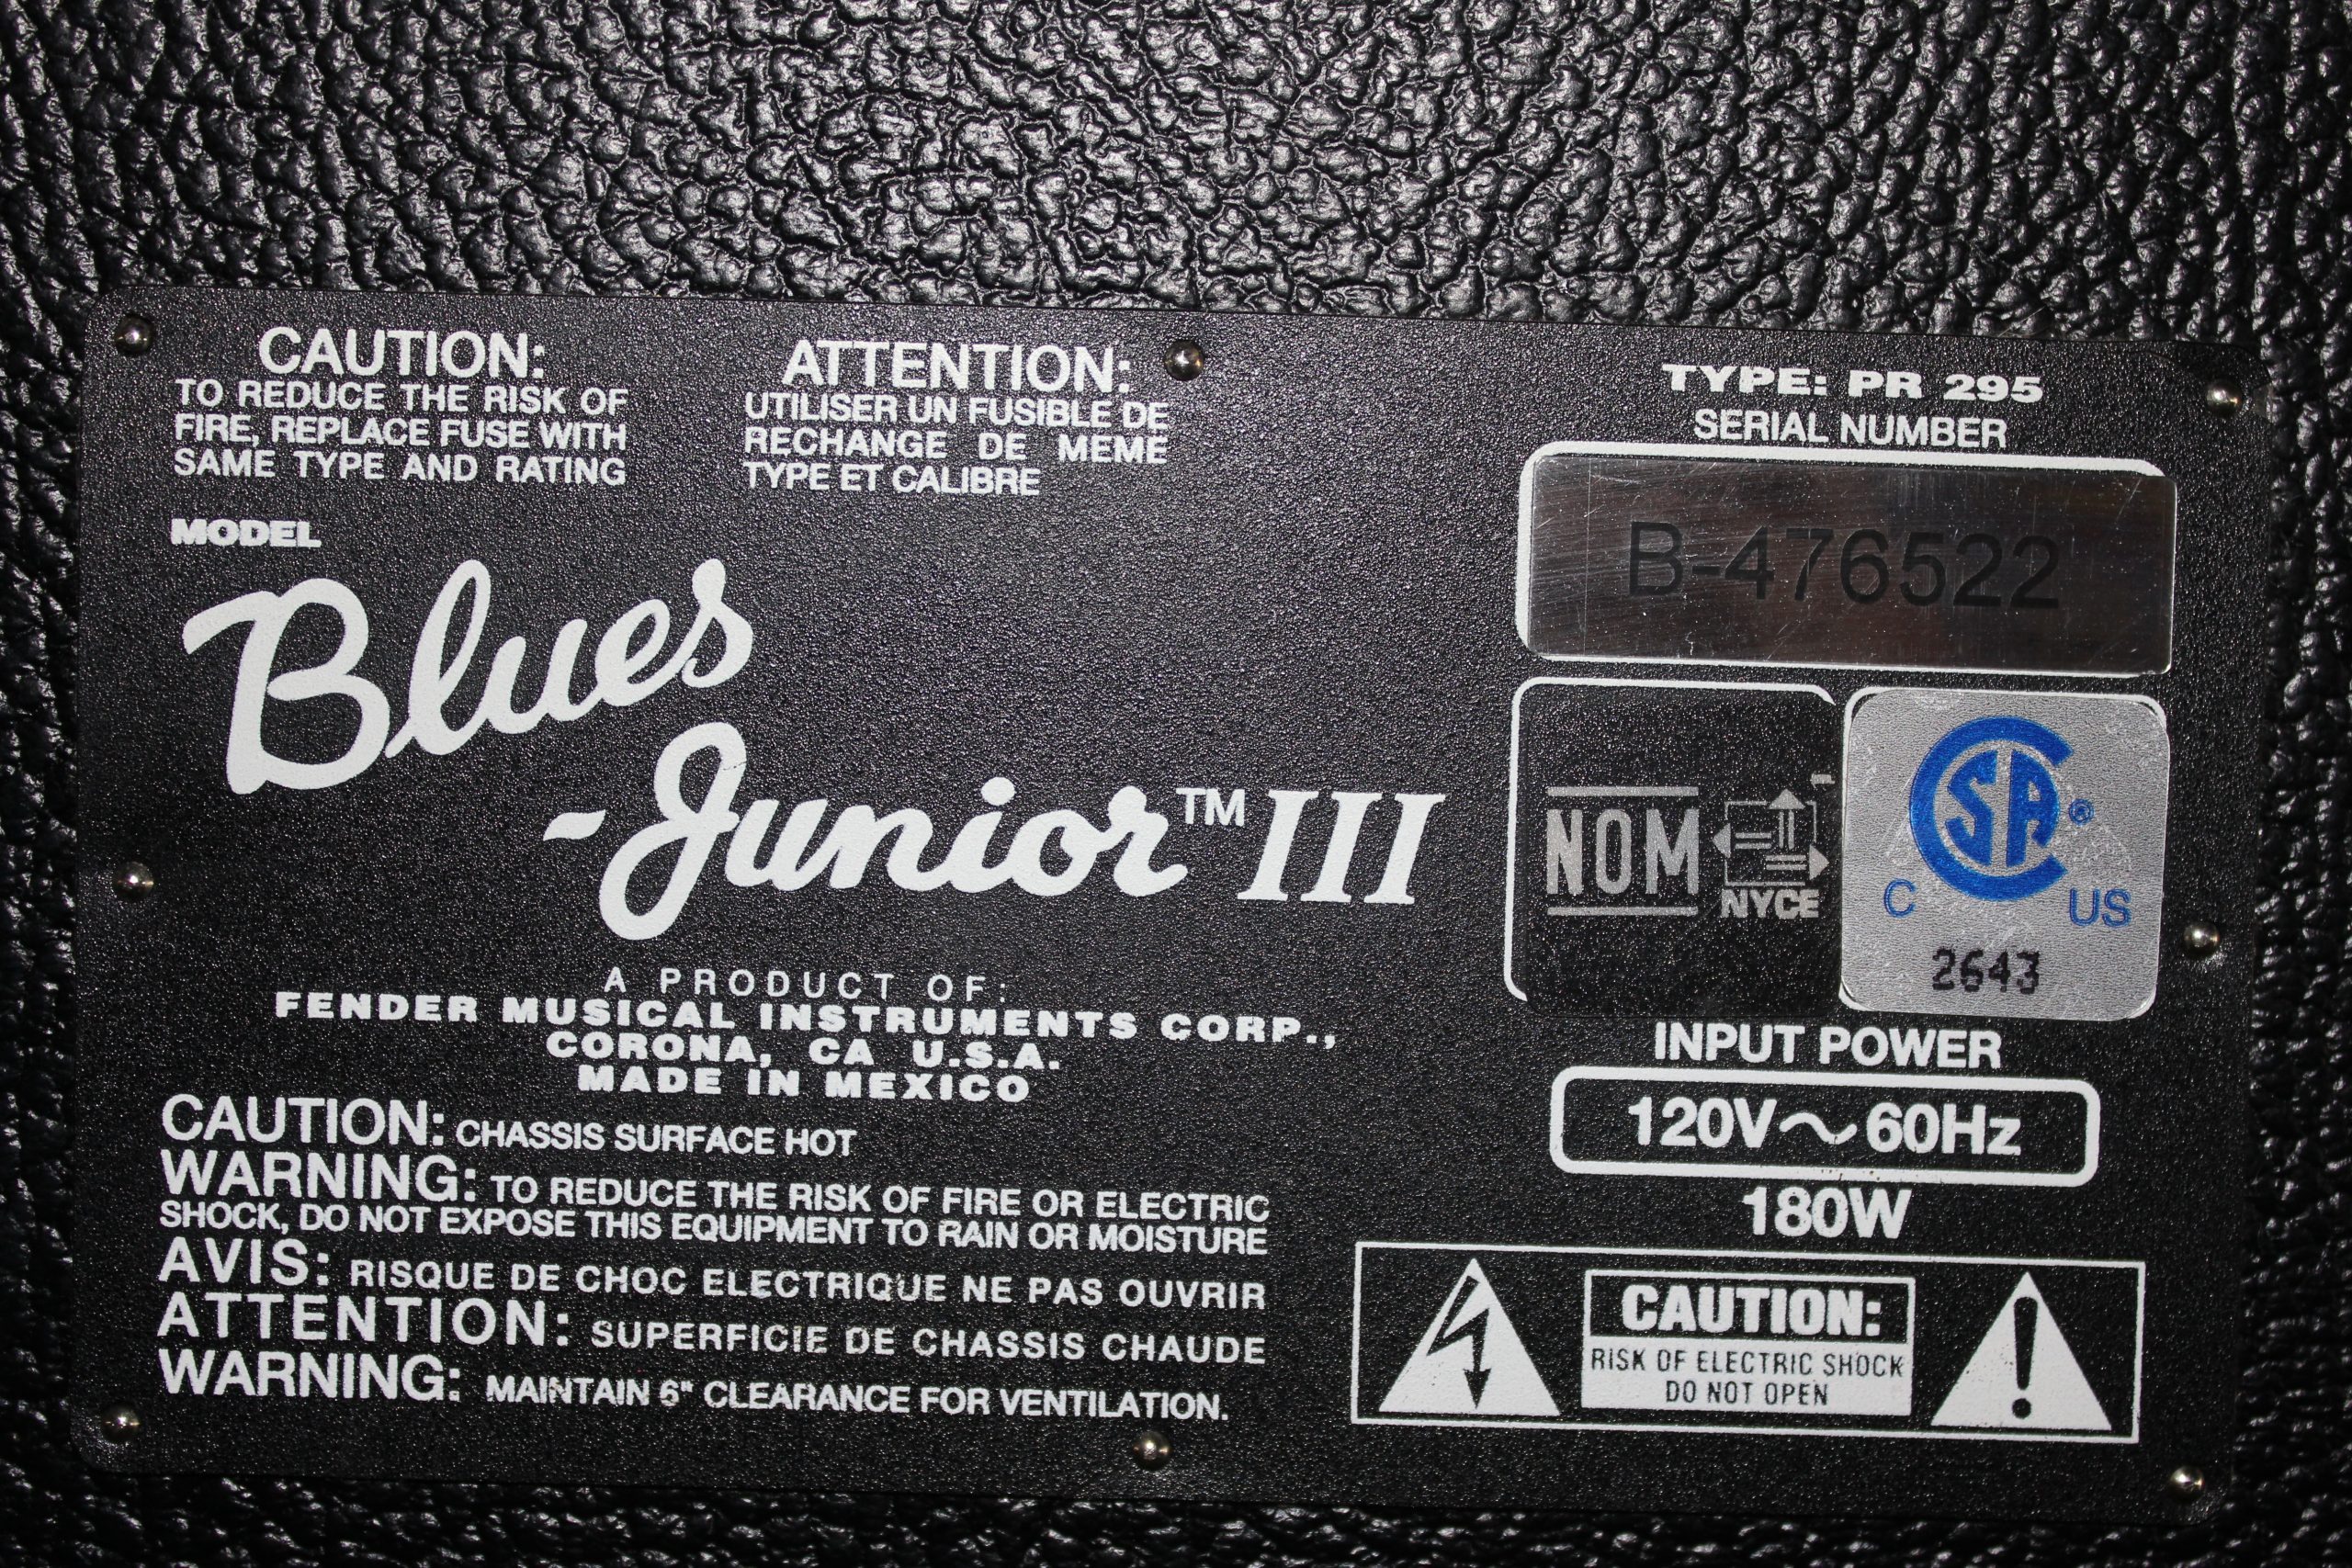 CAUTION:
TO REDUCE THE RISK OF
FIRE, REPLACE FUSE WITH
SAME TYPE AND RATING
ATTENTION:
UTILISER UN FUSIBLE DE
RECHANGE DE MEME
TYPE ET CALIBRE
TYPE: PR 295
SERIAL NUMBER
B-476522
MODEL
Blues
Junior™ III
NOM
NYCE
CSA®
C US
2643
A PRODUCT OF:
FENDER MUSICAL INSTRUMENTS CORP.,
CORONA, CA U.S.A.
MADE IN MEXICO
INPUT POWER
120V~60Hz
180W
CAUTION: CHASSIS SURFACE HOT
WARNING: TO REDUCE THE RISK OF FIRE OR ELECTRIC
SHOCK, DO NOT EXPOSE THIS EQUIPMENT TO RAIN OR MOISTURE
AVIS: RISQUE DE CHOC ELECTRIQUE NE PAS OUVRIR
ATTENTION: SUPERFICIE DE CHASSIS CHAUDE
WARNING: MAINTAIN 6" CLEARANCE FOR VENTILATION.
CAUTION:
RISK OF ELECTRIC SHOCK
DO NOT OPEN